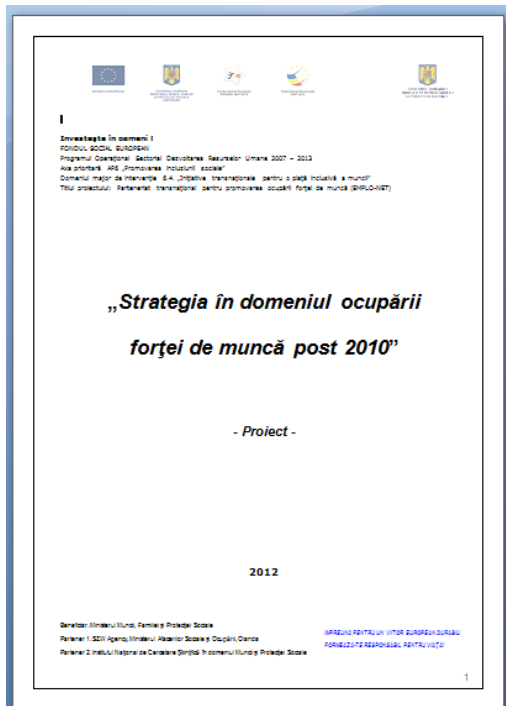 Investeşte în oameni !
FONDUL SOCIAL EUROPEAN
Programul Operaţional Sectorial Dezvoltarea Resurselor Umane 2007 – 2013
Axa prioritară AP6 „Promovarea incluziunii sociale”
Domeniul major de intervenţie 6.4. „Iniţiative transnaţionale pentru o piaţă inclusivă a muncii”
Titlul proiectului: Parteneriat transnaţional pentru promovarea ocupării forţei de muncă (EMPLO-NET)
„Strategia în domeniul ocupării
forţei de muncă post 2010”
- Proiect -
2012
Beneficiar: Ministerul Muncii, Familiei şi Protecţiei Sociale
Partener 1: SZW Agency, Ministerul Afacerilor Sociale şi Ocupării, Olanda
Partener 2: Institutul Naţional de Cercetare Ştiinţifică în domeniul Muncii şi Protecţiei Sociale
ÎMPREUNĂ PENTRU UN VIITOR EUROPEAN DURABIL!
FORMEAZĂ-TE RESPONSABIL PENTRU VIAŢĂ!
1